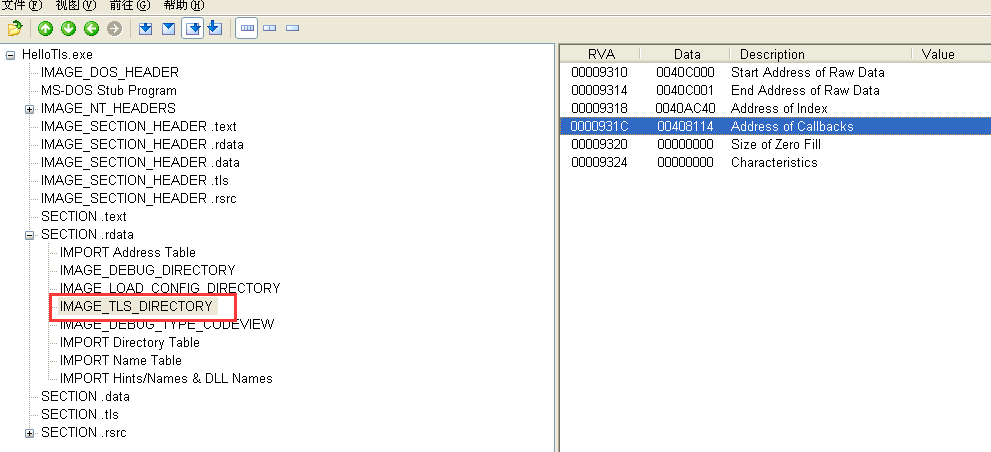 文件(F) 视图(V) 前往(G) 帮助(H)
HelloTls.exe
IMAGE_DOS_HEADER
MS-DOS Stub Program
IMAGE_NT_HEADERS
IMAGE_SECTION_HEADER .text
IMAGE_SECTION_HEADER .rdata
IMAGE_SECTION_HEADER .data
IMAGE_SECTION_HEADER .tls
IMAGE_SECTION_HEADER .rsrc
SECTION .text
SECTION .rdata
IMPORT Address Table
IMAGE_DEBUG_DIRECTORY
IMAGE_LOAD_CONFIG_DIRECTORY
IMAGE_TLS_DIRECTORY
IMAGE_DEBUG_TYPE_CODEVIEW
IMPORT Directory Table
IMPORT Name Table
IMPORT Hints/Names & DLL Names
SECTION .data
SECTION .tls
SECTION .rsrc
RVA Data Description Value
00009310 0040C000 Start Address of Raw Data
00009314 0040C001 End Address of Raw Data
00009318 0040AC40 Address of Index
0000931C 00408114 Address of Callbacks
00009320 00000000 Size of Zero Fill
00009324 00000000 Characteristics